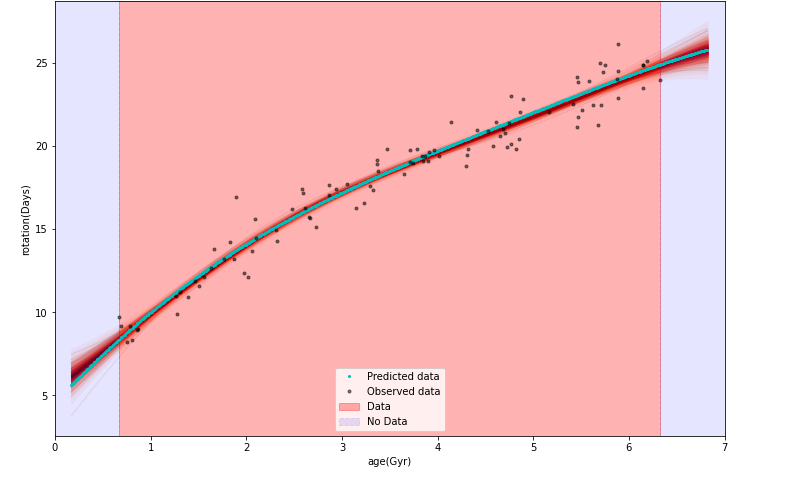 25
20
15
10
5
rotation(Days)
Predicted data
Observed data
Data
No Data
0 1 2 3 4 5 6 7
age(Gyr)